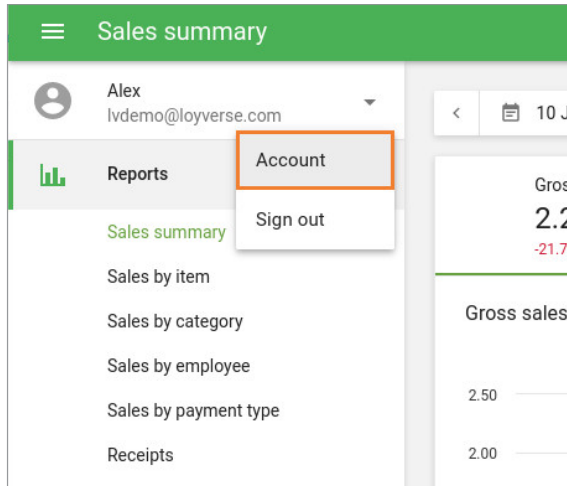 Sales summary
Alex
lvdemo@loyverse.com
Account
Sign out
Reports
Sales summary
Sales by item
Sales by category
Sales by employee
Sales by payment type
Receipts
10 J
Gros
2.2
-21.7
Gross sales
2.50
2.00